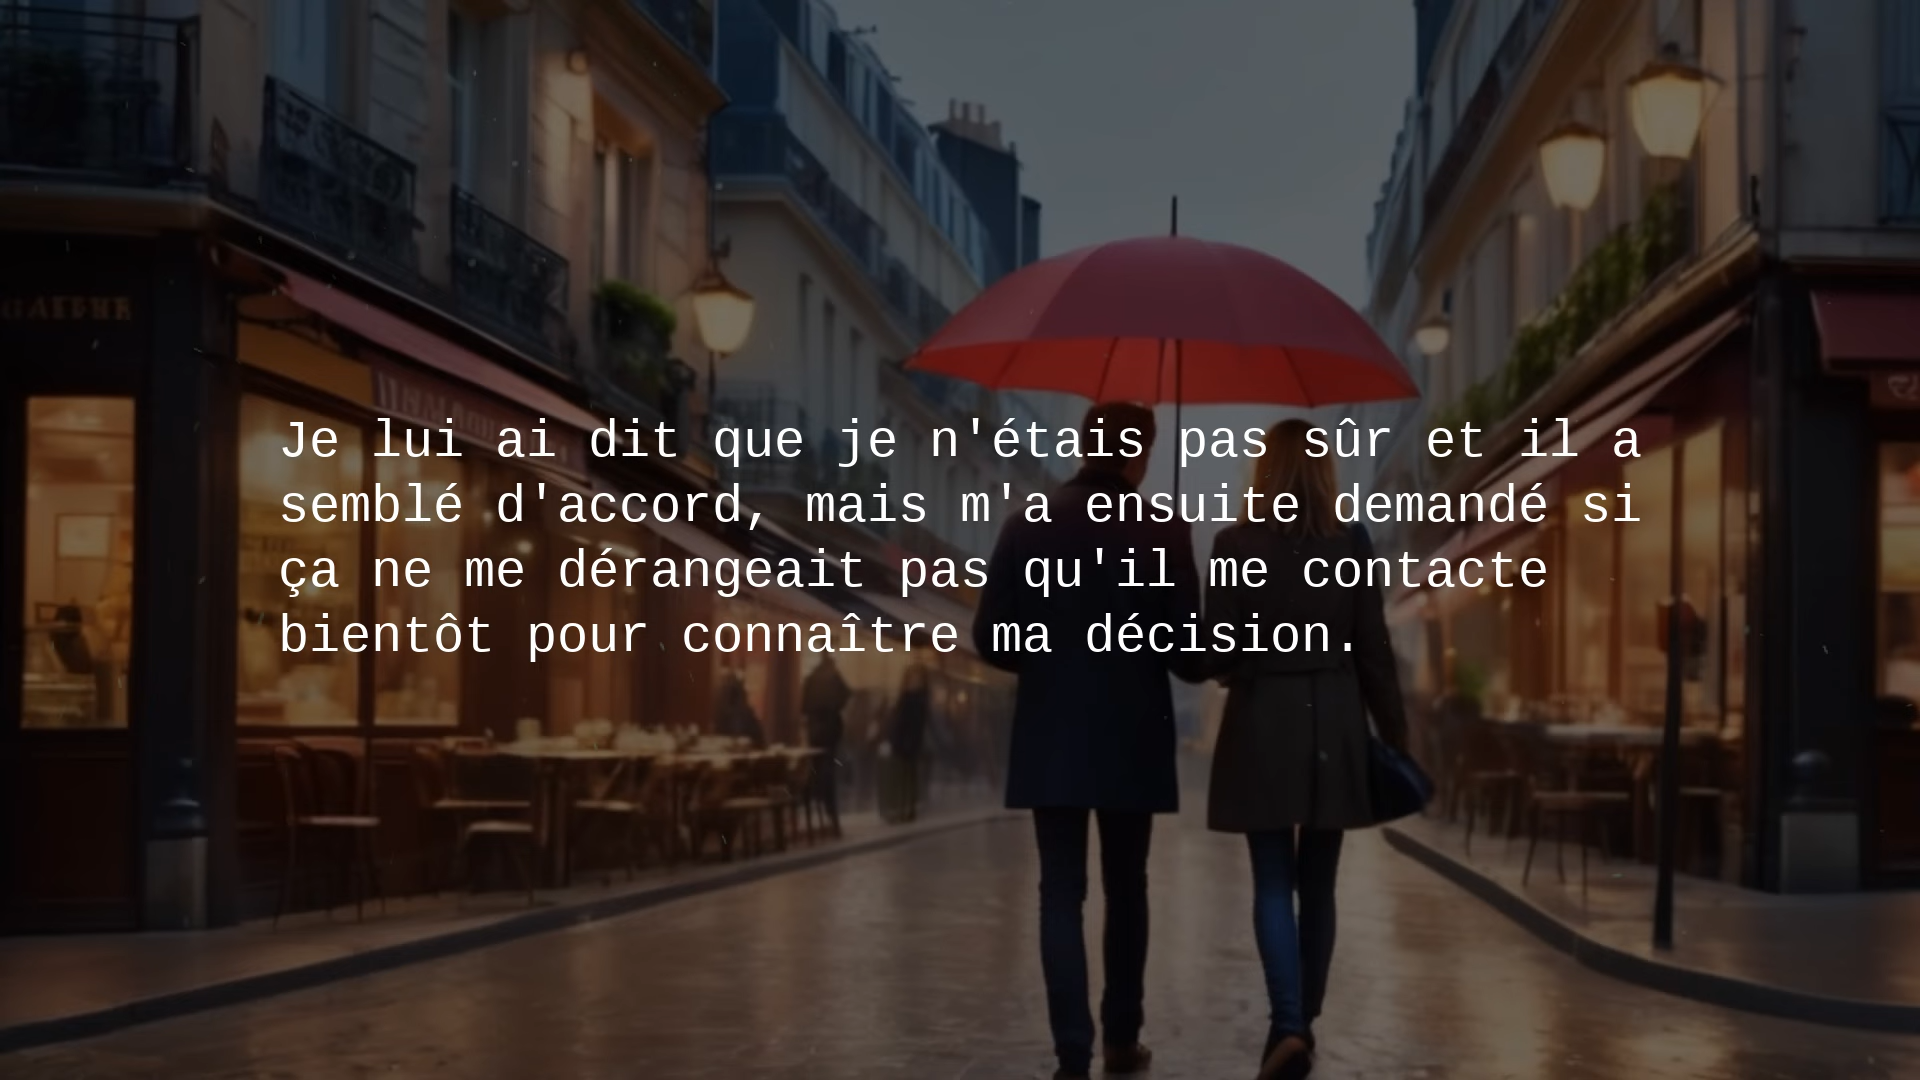 Je lui ai dit que je n'étais pas sûr et il a
semblé d'accord, mais m'a ensuite demandé si
ça ne me dérangeait pas qu'il me contacte
bientôt pour connaître ma décision.